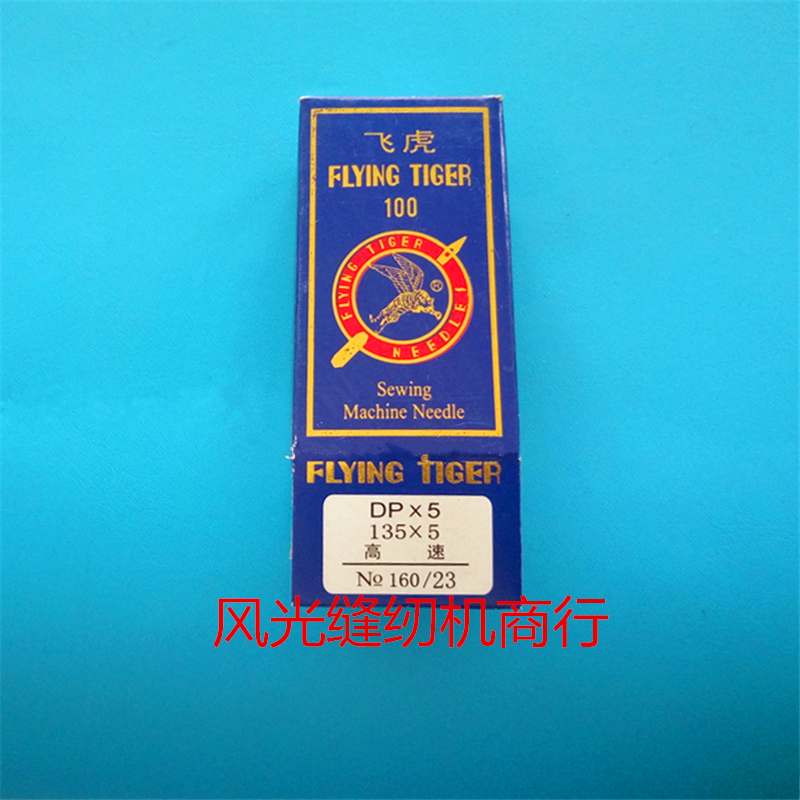 飞虎
FLYING TIGER
100
FLYING TIGER
NEEDLES
®
Sewing
Machine Needle
FLYING TIGER
DP×5
135×5
高 速
№ 160/23
风光缝纫机商行